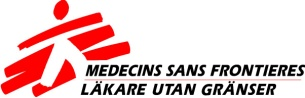 MEDECINS SANS FRONTIERES
LÄKARE UTAN GRÄNSER